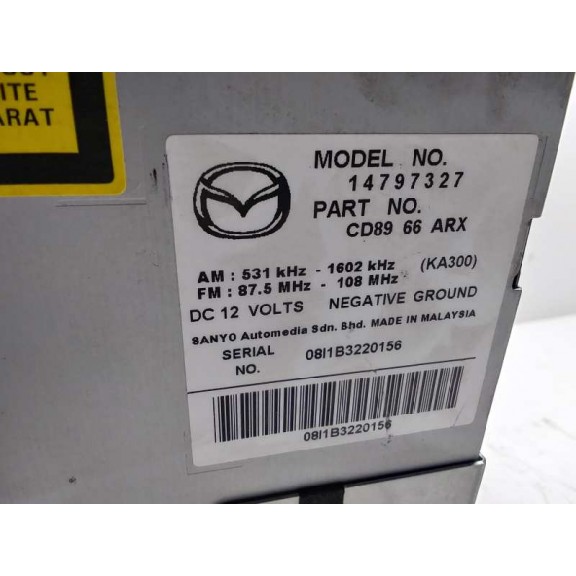 ITE
ARAT
MODEL NO.
14797327
PART NO.
CD89 66 ARX
AM : 531 kHz - 1602 kHz (KA300)
FM : 87.5 MHz - 108 MHz
DC 12 VOLTS NEGATIVE GROUND
SANYO Automedia Sdn. Bhd. MADE IN MALAYSIA
SERIAL NO. 08I1B3220156
08I1B3220156